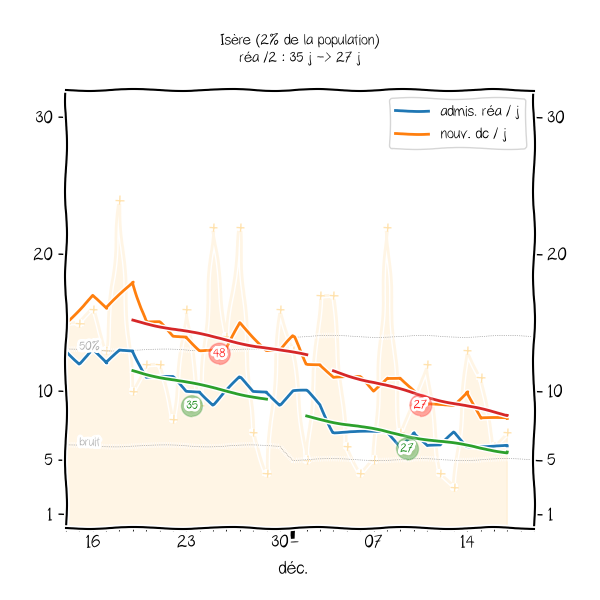 Isère (2% de la population)
réa /2 : 35 j -> 27 j
admis. réa / j
nouv. dc / j
30 30
20 20
10 10
5 5
1 1
50%
bruit
48
35
27
27
16 23 30 07 14
déc.